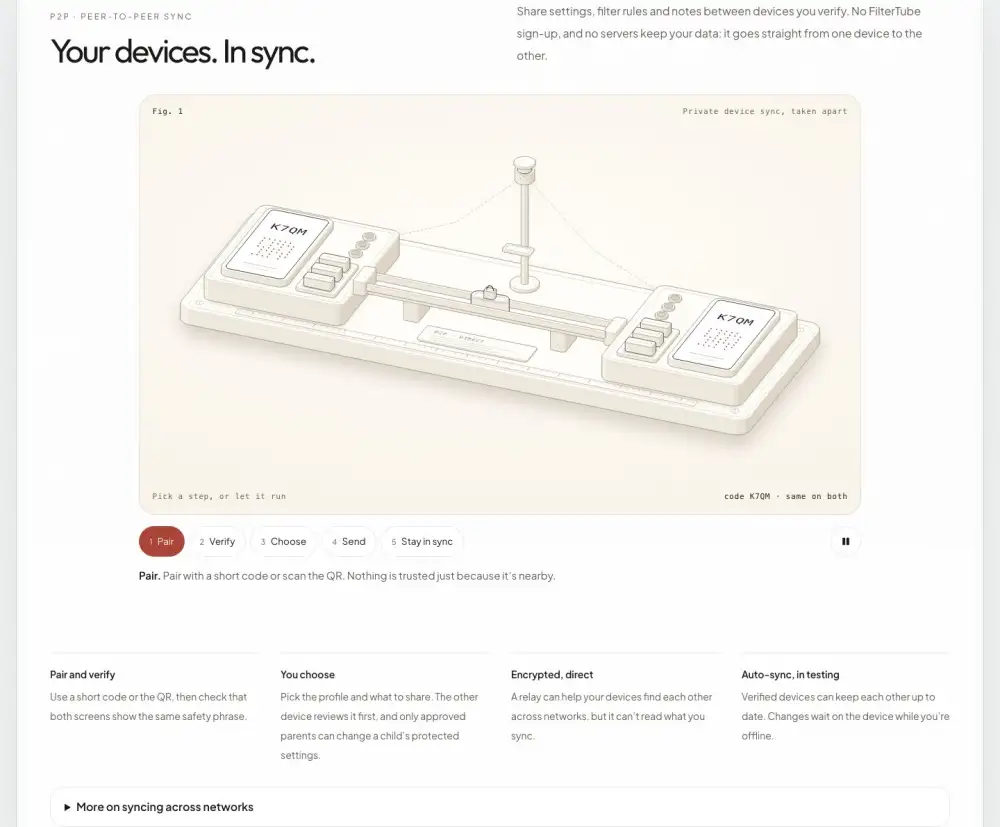 P2P · PEER-TO-PEER SYNC
Your devices. In sync.
Share settings, filter rules and notes between devices you verify. No FilterTube
sign-up, and no servers keep your data: it goes straight from one device to the
other.
Fig. 1
Private device sync, taken apart
K7QM
K7QM
P2P DIRECT
Pick a step, or let it run
code K7QM · same on both
1 Pair
2 Verify
3 Choose
4 Send
5 Stay in sync
Pair. Pair with a short code or scan the QR. Nothing is trusted just because it's nearby.
Pair and verify
Use a short code or the QR, then check that
both screens show the same safety phrase.
You choose
Pick the profile and what to share. The other
device reviews it first, and only approved
parents can change a child's protected
settings.
Encrypted, direct
A relay can help your devices find each other
across networks, but it can't read what you
sync.
Auto-sync, in testing
Verified devices can keep each other up to
date. Changes wait on the device while you're
offline.
More on syncing across networks